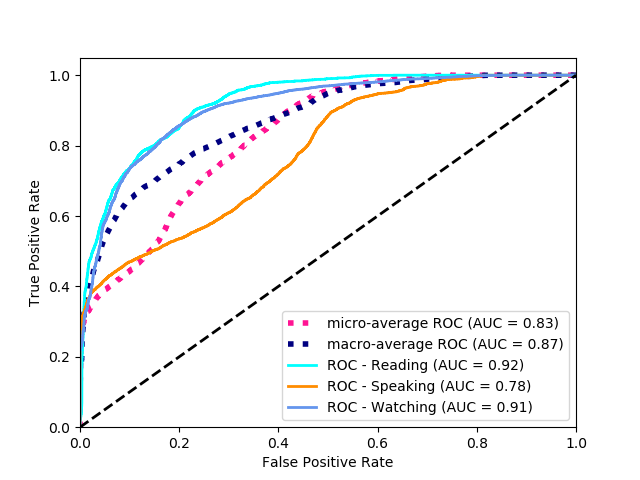 1.0
0.8
0.6
0.4
0.2
0.0
True Positive Rate
micro-average ROC (AUC = 0.83)
macro-average ROC (AUC = 0.87)
ROC - Reading (AUC = 0.92)
ROC - Speaking (AUC = 0.78)
ROC - Watching (AUC = 0.91)
0.0 0.2 0.4 0.6 0.8 1.0
False Positive Rate